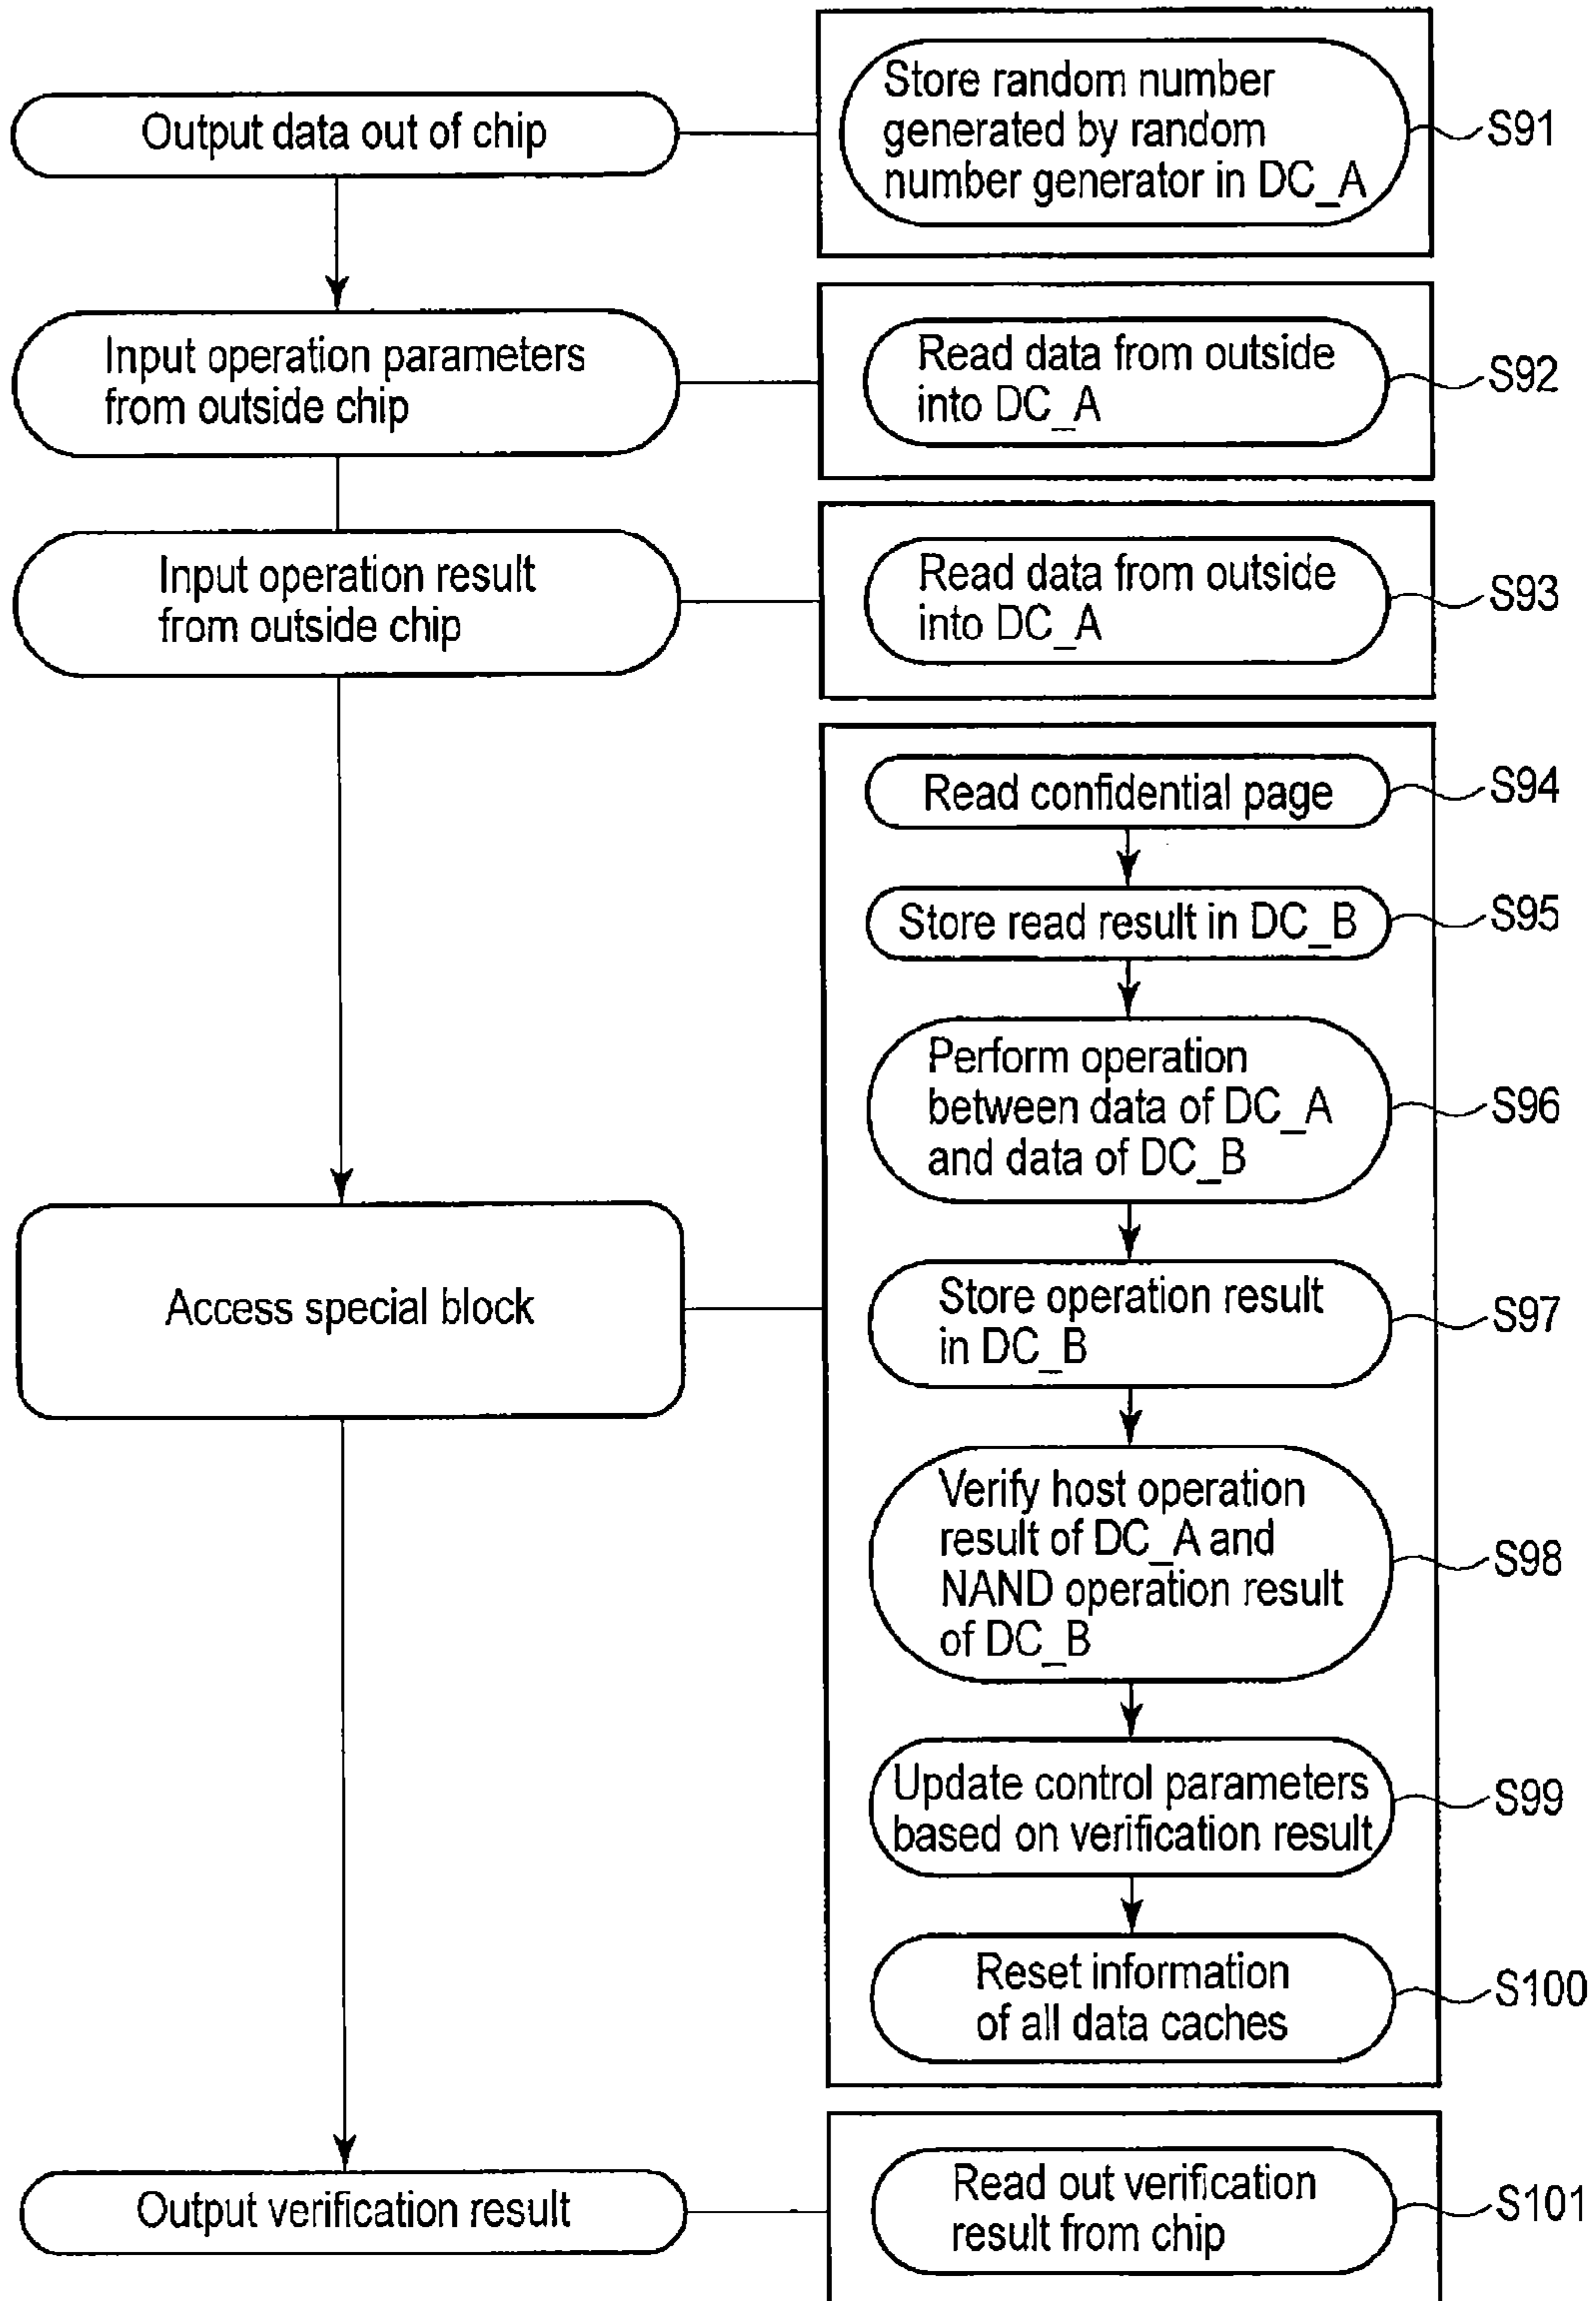 Output data out of chip
Store random number
generated by random
number generator in DC_A
S91
Input operation parameters
from outside chip
Read data from outside
into DC_A
S92
Input operation result
from outside chip
Read data from outside
into DC_A
S93
Read confidential page
S94
Store read result in DC_B
S95
Perform operation
between data of DC_A
and data of DC_B
S96
Access special block
Store operation result
in DC_B
S97
Verify host operation
result of DC_A and
NAND operation result
of DC_B
S98
Update control parameters
based on verification result
S99
Reset information
of all data caches
S100
Output verification result
Read out verification
result from chip
S101